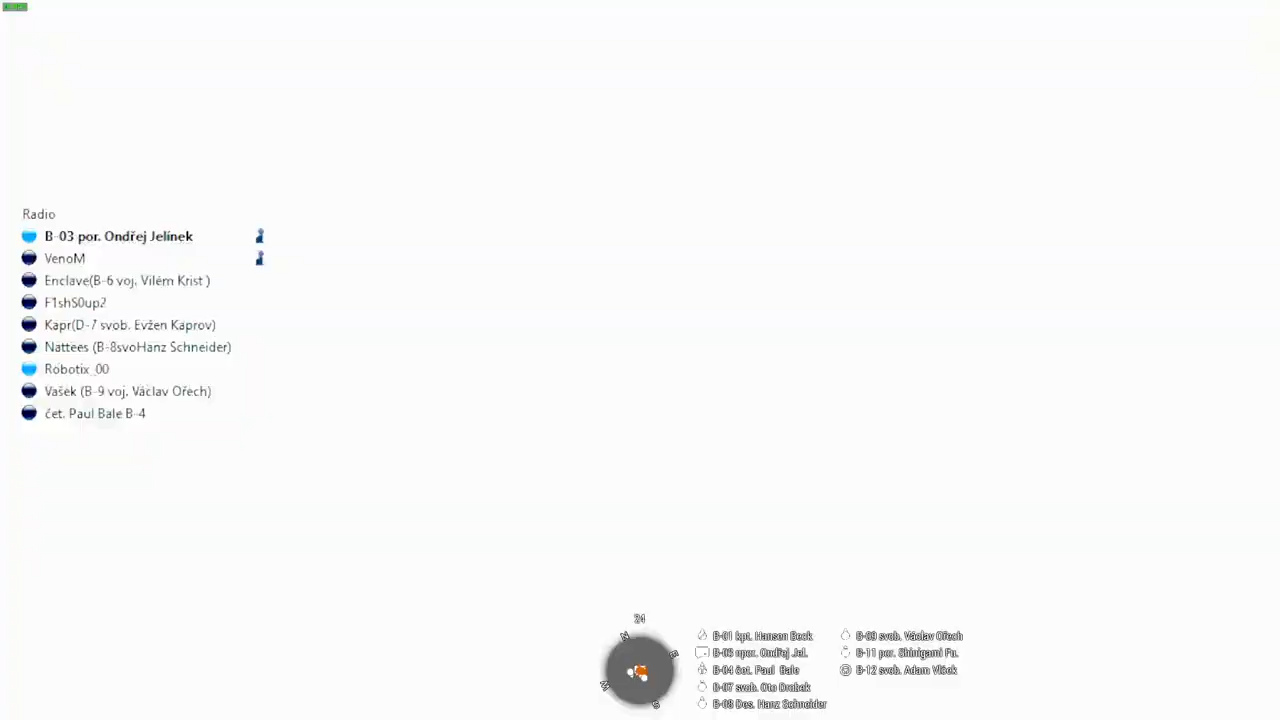 Radio
B-03 por. Ondřej Jelínek
VenoM
Enclave(B-6 voj. Vilém Krist )
F1shS0up2
Kapr(D-7 svob. Evžen Kaprov)
Nattees (B-8svoHanz Schneider)
Robotix_00
Vašek (B-9 voj. Václav Ořech)
čet. Paul Bale B-4
24
N
E
W
S
B-01 kpt. Hansen Beck
B-03 npor. Ondřej Jel.
B-04 čet. Paul Bale
B-07 svob. Oto Drobek
B-08 Des. Hanz Schneider
B-09 svob. Václav Ořech
B-11 por. Shinigami Fu.
B-12 svob. Adam Vlček